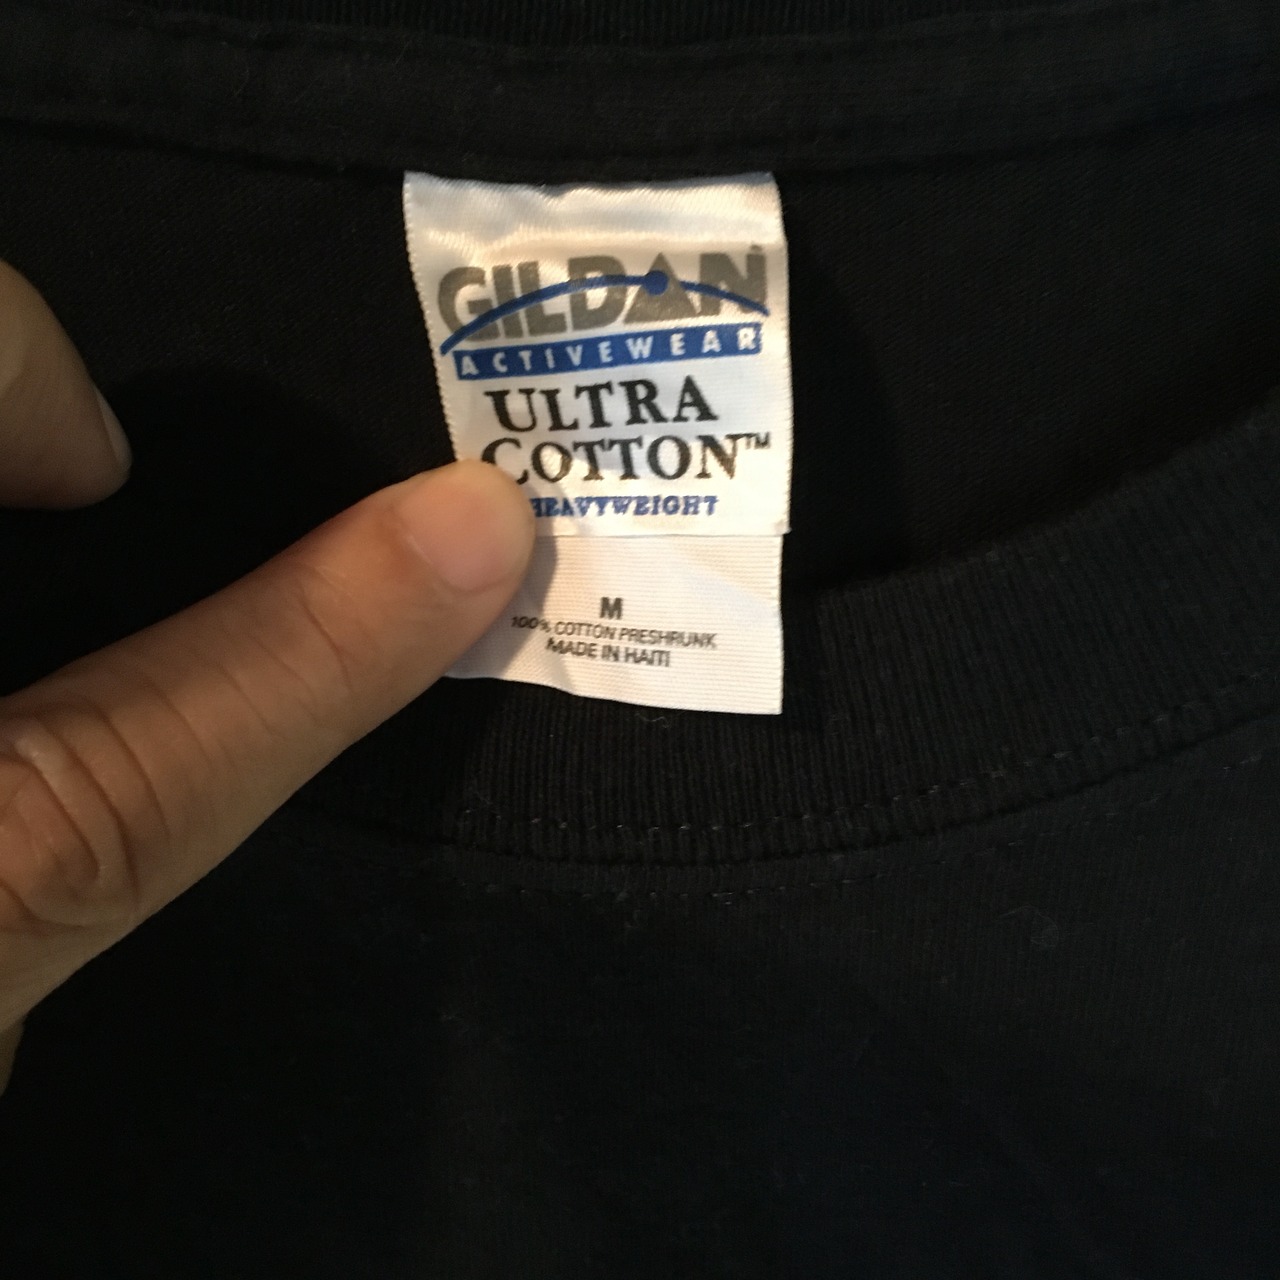 GILDAN
ACTIVEWEAR
ULTRA
COTTON™
HEAVYWEIGHT
M
100% COTTON PRESHRUNK
MADE IN HAITI